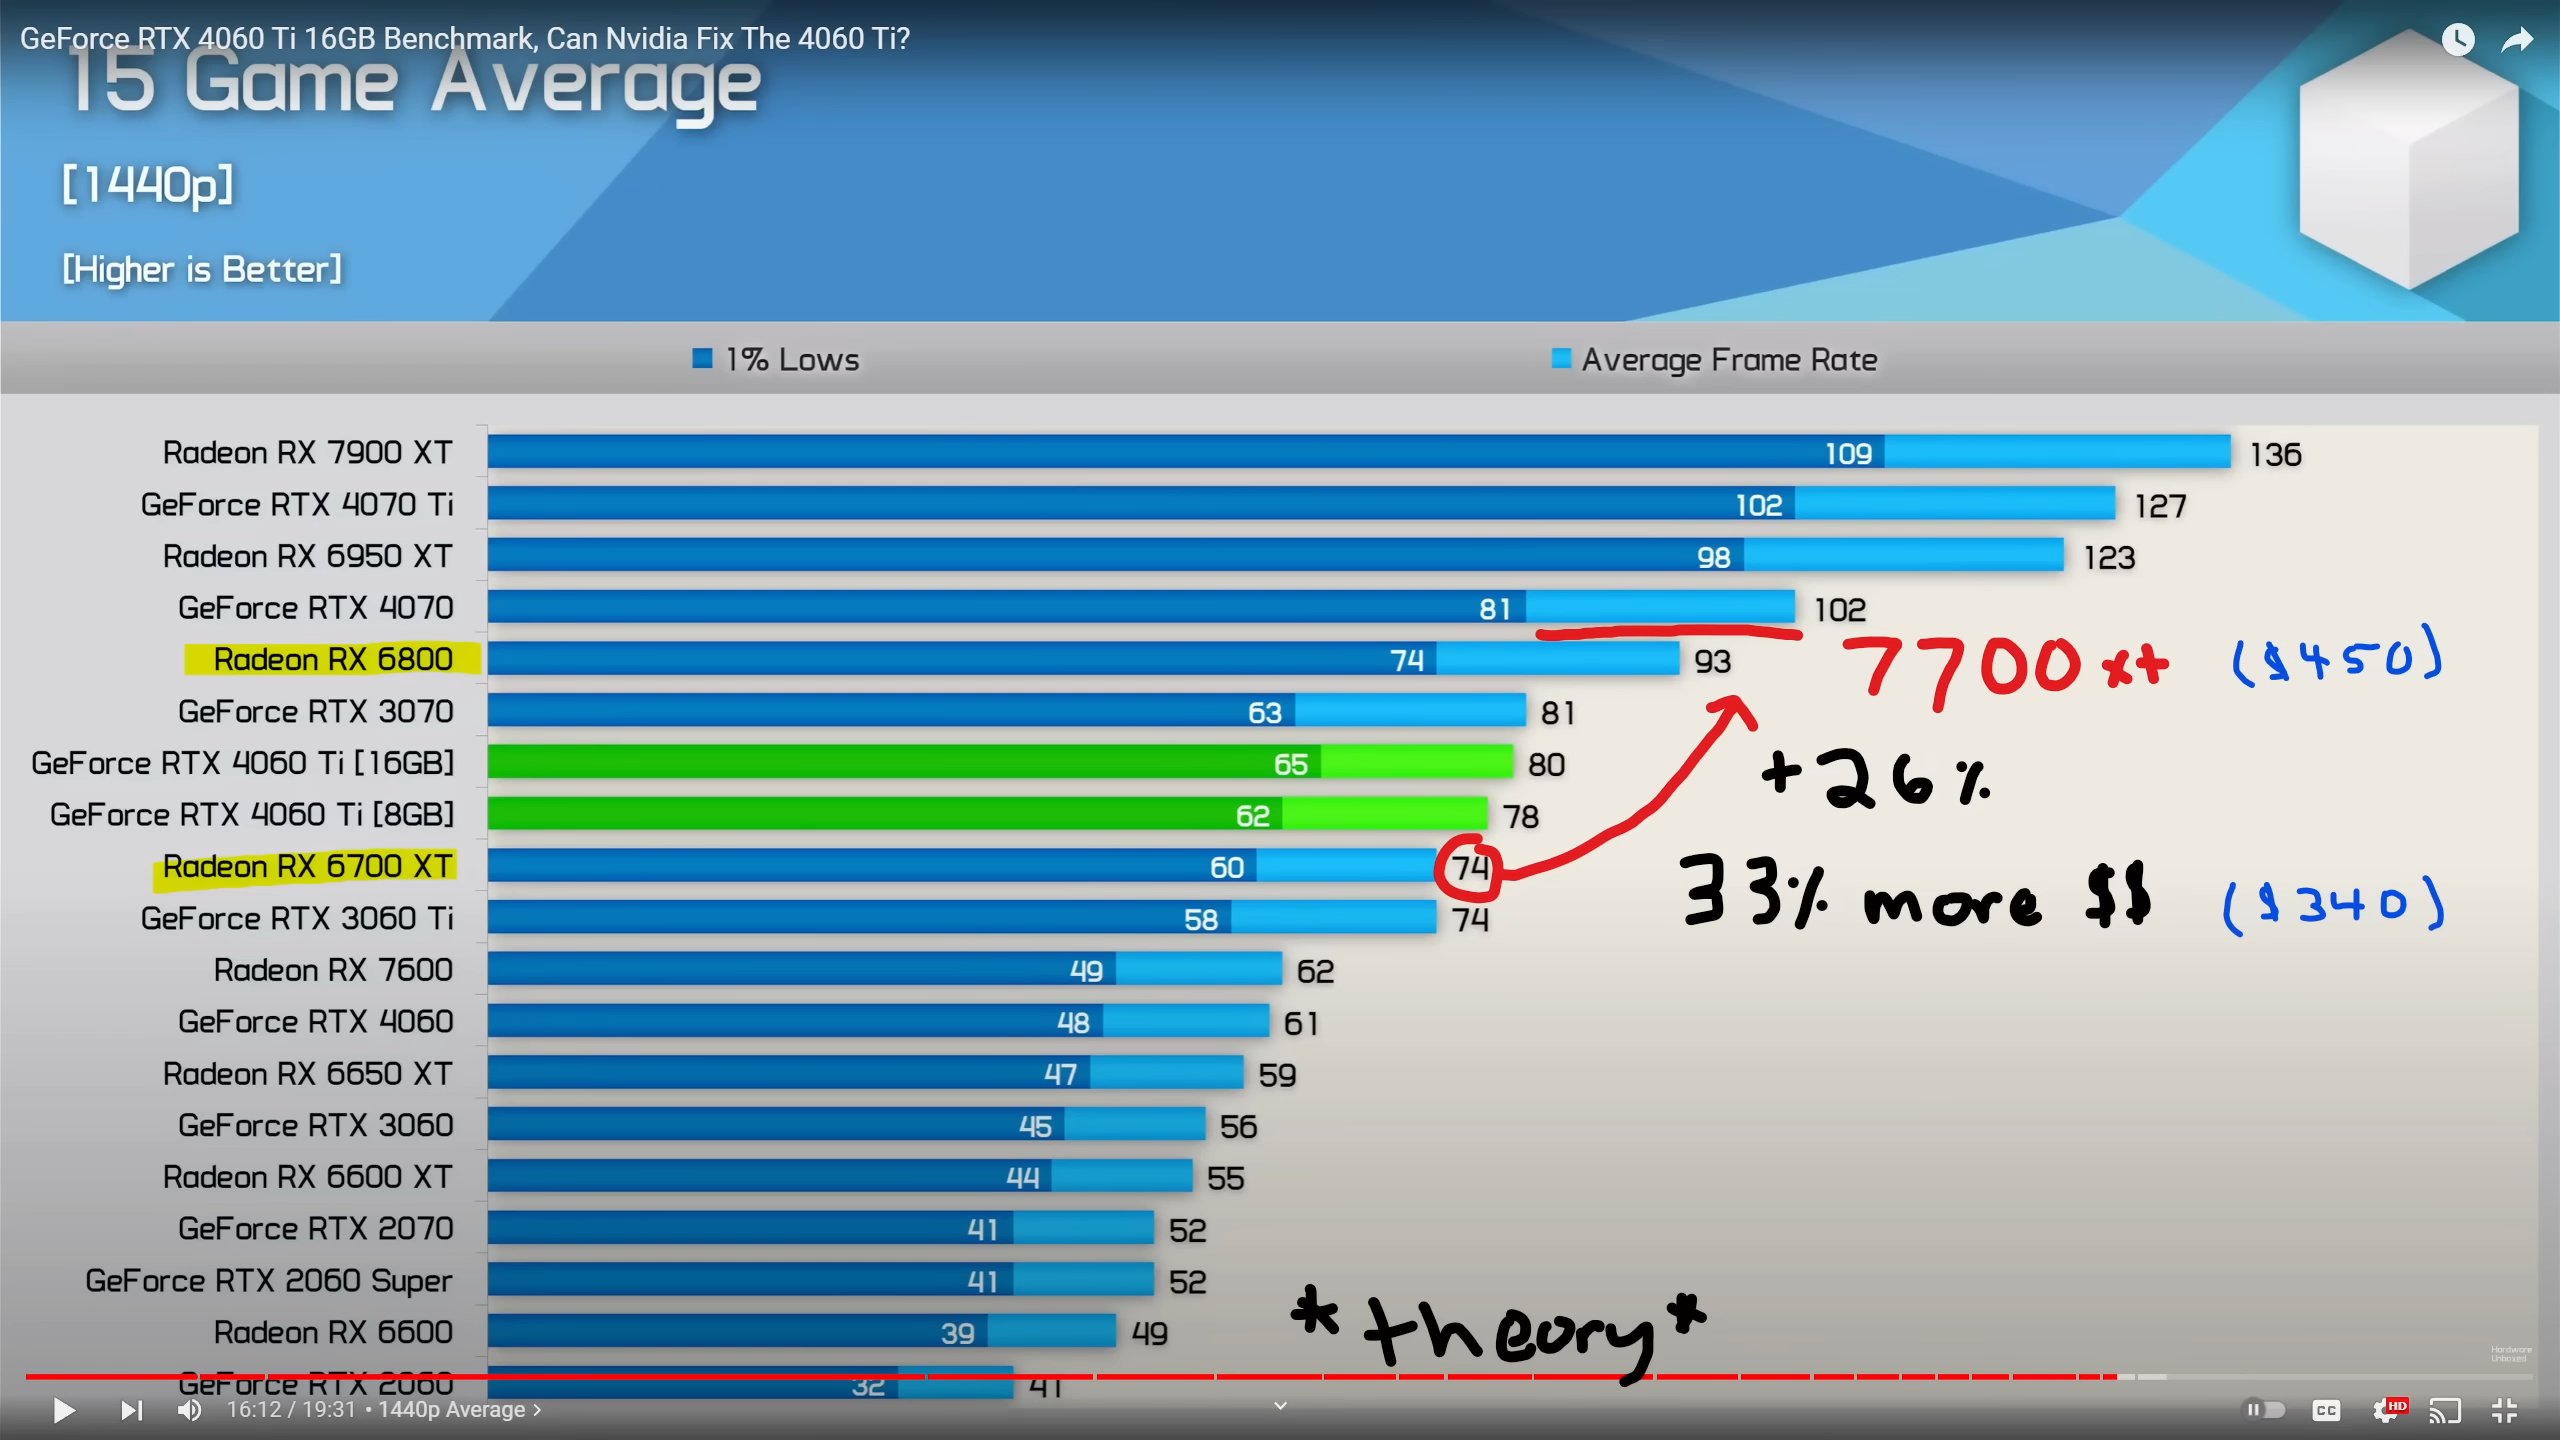 GeForce RTX 4060 Ti 16GB Benchmark, Can Nvidia Fix The 4060 Ti?
15 Game Average
[1440p]
[Higher is Better]
1% Lows Average Frame Rate
Radeon RX 7900 XT 109 136
GeForce RTX 4070 Ti 102 127
Radeon RX 6950 XT 98 123
GeForce RTX 4070 81 102
Radeon RX 6800 74 93 7700 xt ($450)
GeForce RTX 3070 63 81
GeForce RTX 4060 Ti [16GB] 65 80 +26%
GeForce RTX 4060 Ti [8GB] 62 78
Radeon RX 6700 XT 60 74 33% more $$ ($340)
GeForce RTX 3060 Ti 58 74
Radeon RX 7600 49 62
GeForce RTX 4060 48 61
Radeon RX 6650 XT 47 59
GeForce RTX 3060 45 56
Radeon RX 6600 XT 44 55
GeForce RTX 2070 41 52
GeForce RTX 2060 Super 41 52
Radeon RX 6600 39 49 *theory*
Hardware
Unboxed
GeForce RTX 2060 32 41
16:12 / 19:31 • 1440p Average › CC HD